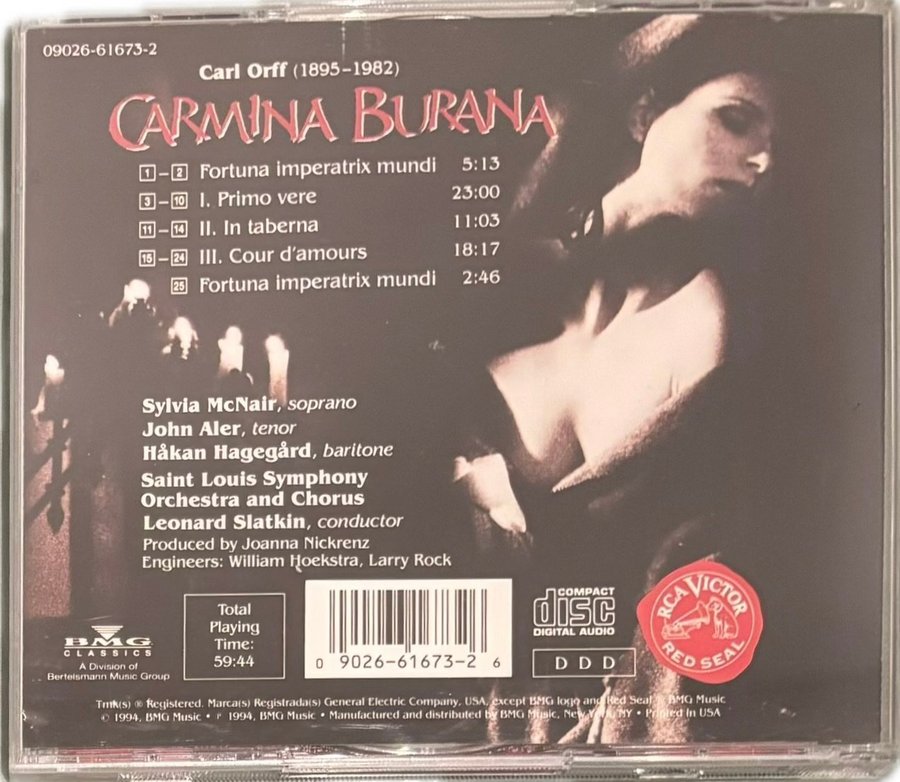 09026-61673-2
Carl Orff (1895–1982)
CARMINA BURANA
1–2 Fortuna imperatrix mundi 5:13
3–10 I. Primo vere 23:00
11–14 II. In taberna 11:03
15–24 III. Cour d'amours 18:17
25 Fortuna imperatrix mundi 2:46
Sylvia McNair, soprano
John Aler, tenor
Håkan Hagegård, baritone
Saint Louis Symphony
Orchestra and Chorus
Leonard Slatkin, conductor
Produced by Joanna Nickrenz
Engineers: William Hoekstra, Larry Rock
BMG
CLASSICS
A Division of
Bertelsmann Music Group
Total
Playing
Time:
59:44
0 9026-61673-2 6
COMPACT
disc
DIGITAL AUDIO
D D D
RCA VICTOR
RED SEAL
Tmk(s) ® Registered. Marca(s) Registrada(s) General Electric Company, USA, except BMG logo and Red Seal ® BMG Music
© 1994, BMG Music • ℗ 1994, BMG Music • Manufactured and distributed by BMG Music, New York, NY • Printed in USA